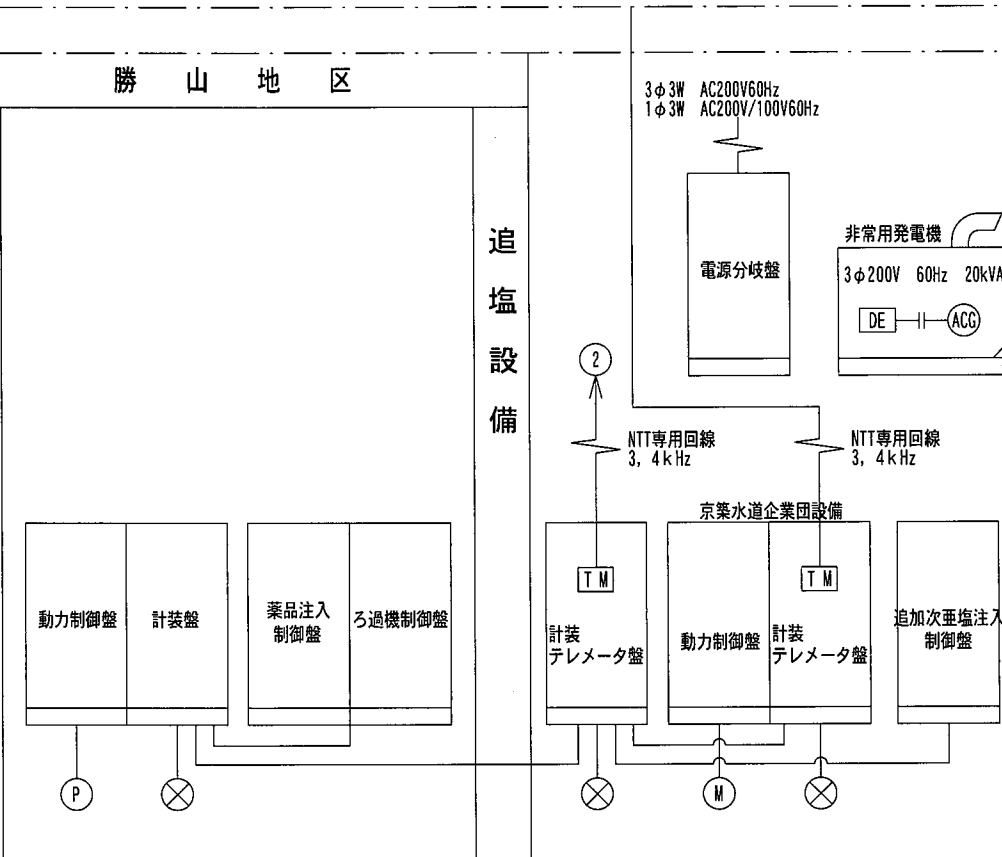 勝山地区
3φ3W AC200V60Hz
1φ3W AC200V/100V60Hz
追塩設備
電源分岐盤
非常用発電機
3φ200V 60Hz 20kVA
DE
ACG
2
NTT専用回線
3, 4kHz
NTT専用回線
3, 4kHz
京築水道企業団設備
TM
TM
動力制御盤
計装盤
薬品注入
制御盤
ろ過機制御盤
計装
テレメータ盤
動力制御盤
計装
テレメータ盤
追加次亜塩注入
制御盤
P
M